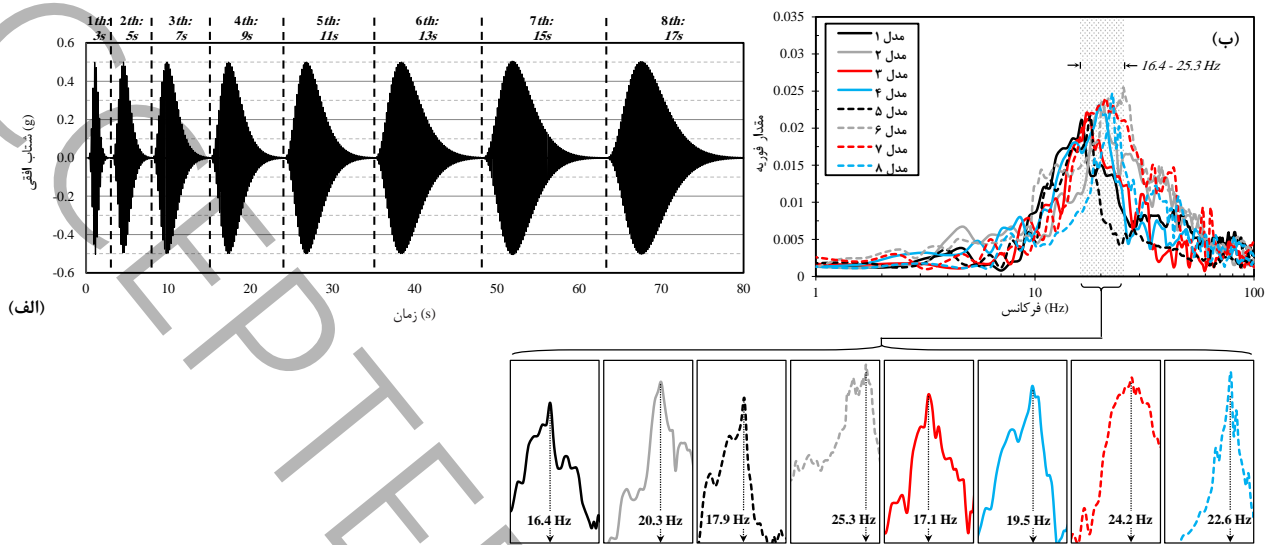 1th: 2th: 3th: 4th: 5th: 6th: 7th: 8th:
3s 5s 7s 9s 11s 13s 15s 17s
0.6
0.4
0.2
0.0
-0.2
-0.4
-0.6
شتاب افقی (g)
0 10 20 30 40 50 60 70 80
زمان (s)
(الف)
0.035
0.03
0.025
0.02
0.015
0.01
0.005
0
مقدار فوریه
مدل ۱
مدل ۲
مدل ۳
مدل ۴
مدل ۵
مدل ۶
مدل ۷
مدل ۸
(ب)
16.4 - 25.3 Hz
1 10 100
فرکانس (Hz)
16.4 Hz
20.3 Hz
17.9 Hz
25.3 Hz
17.1 Hz
19.5 Hz
24.2 Hz
22.6 Hz